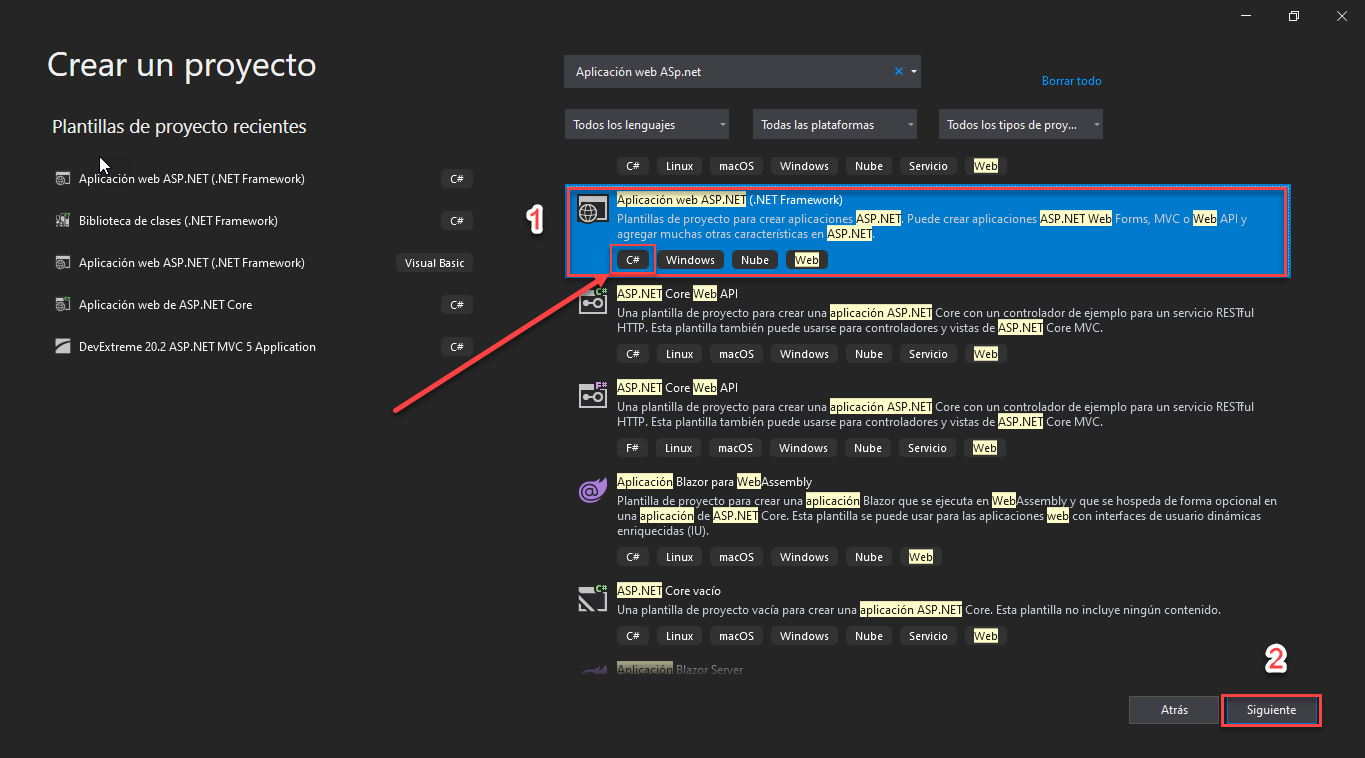 Crear un proyecto
Plantillas de proyecto recientes
Aplicación web ASP.NET (.NET Framework) C#
Biblioteca de clases (.NET Framework) C#
Aplicación web ASP.NET (.NET Framework) Visual Basic
Aplicación web de ASP.NET Core C#
DevExtreme 20.2 ASP.NET MVC 5 Application C#
Aplicación web ASp.net
Borrar todo
Todos los lenguajes Todas las plataformas Todos los tipos de proy...
C# Linux macOS Windows Nube Servicio Web
1
Aplicación web ASP.NET (.NET Framework)
Plantillas de proyecto para crear aplicaciones ASP.NET. Puede crear aplicaciones ASP.NET Web Forms, MVC o Web API y
agregar muchas otras características en ASP.NET.
C# Windows Nube Web
C#
ASP.NET Core Web API
Una plantilla de proyecto para crear una aplicación ASP.NET Core con un controlador de ejemplo para un servicio RESTful
HTTP. Esta plantilla también puede usarse para controladores y vistas de ASP.NET Core MVC.
C# Linux macOS Windows Nube Servicio Web
F#
ASP.NET Core Web API
Una plantilla de proyecto para crear una aplicación ASP.NET Core con un controlador de ejemplo para un servicio RESTful
HTTP. Esta plantilla también puede usarse para controladores y vistas de ASP.NET Core MVC.
F# Linux macOS Windows Nube Servicio Web
Aplicación Blazor para WebAssembly
Plantilla de proyecto para crear una aplicación Blazor que se ejecuta en WebAssembly y que se hospeda de forma opcional en
una aplicación de ASP.NET Core. Esta plantilla se puede usar para las aplicaciones web con interfaces de usuario dinámicas
enriquecidas (IU).
C# Linux macOS Windows Nube Web
C#
ASP.NET Core vacío
Una plantilla de proyecto vacía para crear una aplicación ASP.NET Core. Esta plantilla no incluye ningún contenido.
C# Linux macOS Windows Nube Servicio Web
Aplicación Blazor Server
2
Atrás Siguiente